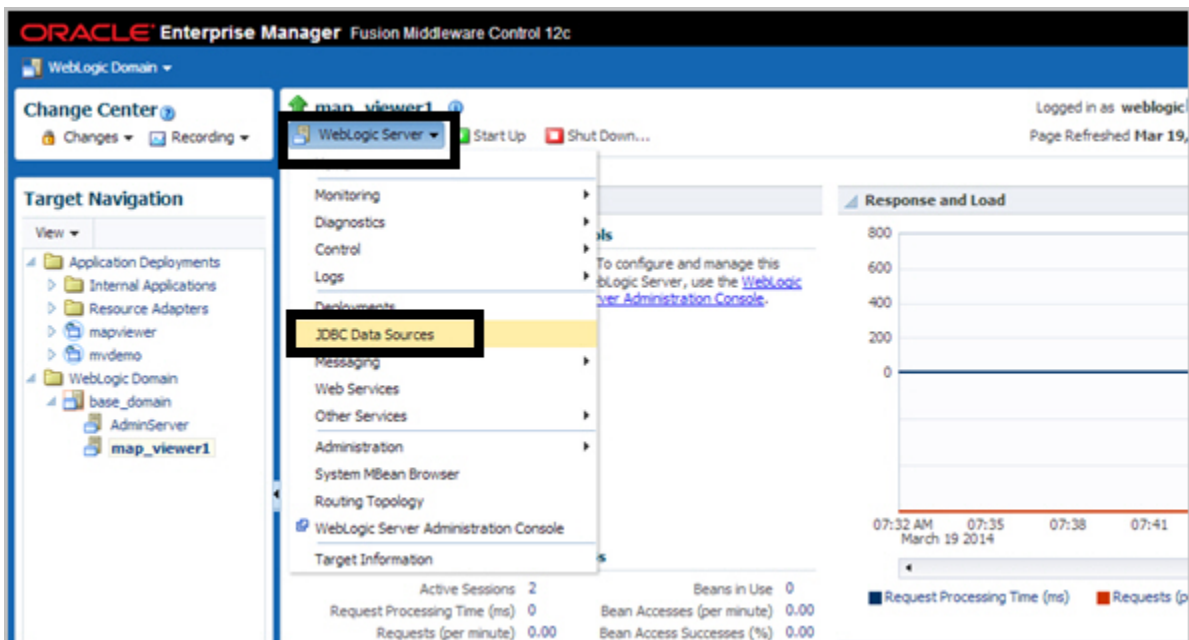 ORACLE Enterprise Manager Fusion Middleware Control 12c
WebLogic Domain
Change Center
Changes Recording
map_viewer1
Logged in as weblogic
WebLogic Server Start Up Shut Down...
Page Refreshed Mar 19,
Target Navigation
View
Application Deployments
Internal Applications
Resource Adapters
mapviewer
mvdemo
WebLogic Domain
base_domain
AdminServer
map_viewer1
Monitoring
Diagnostics
Control
Logs
Deployments
JDBC Data Sources
Messaging
Web Services
Other Services
Administration
System MBean Browser
Routing Topology
WebLogic Server Administration Console
Target Information
To configure and manage this
WebLogic
Administration Console.
Active Sessions 2
Request Processing Time (ms) 0
Requests (per minute) 0.00
Beans in Use 0
Bean Accesses (per minute) 0.00
Bean Access Successes (%) 0.00
Response and Load
800
600
400
200
0
07:32 AM 07:35 07:38 07:41
March 19 2014
Request Processing Time (ms) Requests (p